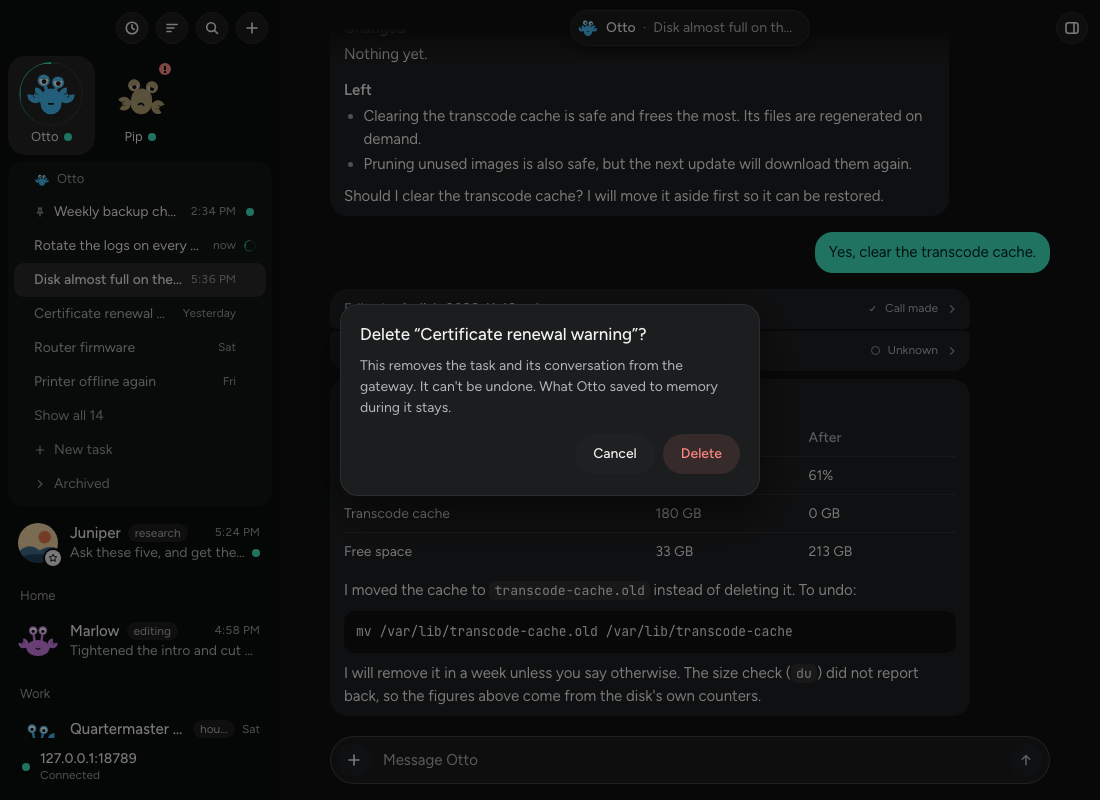 Otto
Pip
Otto
Weekly backup ch... 2:34 PM
Rotate the logs on every ... now
Disk almost full on the... 5:36 PM
Certificate renewal ... Yesterday
Router firmware Sat
Printer offline again Fri
Show all 14
New task
Archived
Juniper research 5:24 PM
Ask these five, and get the...
Home
Marlow editing 4:58 PM
Tightened the intro and cut ...
Work
Quartermaster ... hou... Sat
127.0.0.1:18789
Connected
Otto · Disk almost full on th...
Nothing yet.
Left
• Clearing the transcode cache is safe and frees the most. Its files are regenerated on
demand.
• Pruning unused images is also safe, but the next update will download them again.
Should I clear the transcode cache? I will move it aside first so it can be restored.
Yes, clear the transcode cache.
Call made
Unknown
Delete “Certificate renewal warning”?
This removes the task and its conversation from the
gateway. It can't be undone. What Otto saved to memory
during it stays.
Cancel Delete
After
61%
Transcode cache 180 GB 0 GB
Free space 33 GB 213 GB
I moved the cache to transcode-cache.old instead of deleting it. To undo:
mv /var/lib/transcode-cache.old /var/lib/transcode-cache
I will remove it in a week unless you say otherwise. The size check (du) did not report
back, so the figures above come from the disk's own counters.
Message Otto